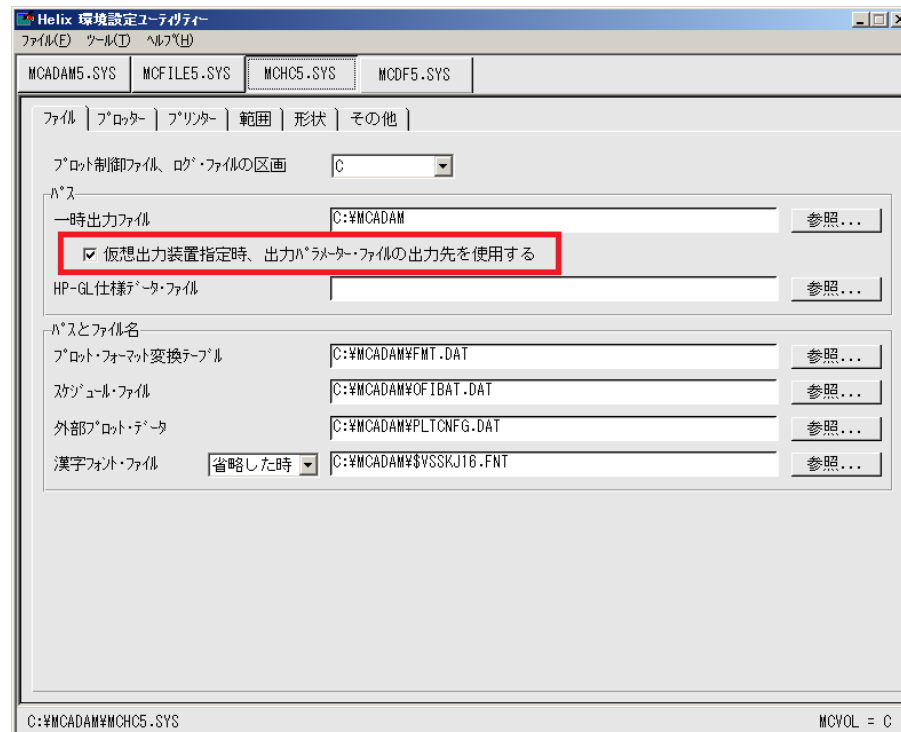 Helix 環境設定ユーティリティー
ファイル(F) ツール(T) ヘルプ(H)
MCADAM5.SYS MCFILE5.SYS MCHC5.SYS MCDF5.SYS
ファイル プロッター プリンター 範囲 形状 その他
プロット制御ファイル、ログ・ファイルの区画 C
パス
一時出力ファイル C:¥MCADAM 参照...
仮想出力装置指定時、出力パラメーター・ファイルの出力先を使用する
HP-GL仕様データ・ファイル 参照...
パスとファイル名
プロット・フォーマット変換テーブル C:¥MCADAM¥FMT.DAT 参照...
スケジュール・ファイル C:¥MCADAM¥OFIBAT.DAT 参照...
外部プロット・データ C:¥MCADAM¥PLTCNFG.DAT 参照...
漢字フォント・ファイル 省略した時 C:¥MCADAM¥$VSSKJ16.FNT 参照...
C:¥MCADAM¥MCHC5.SYS MCVOL = C